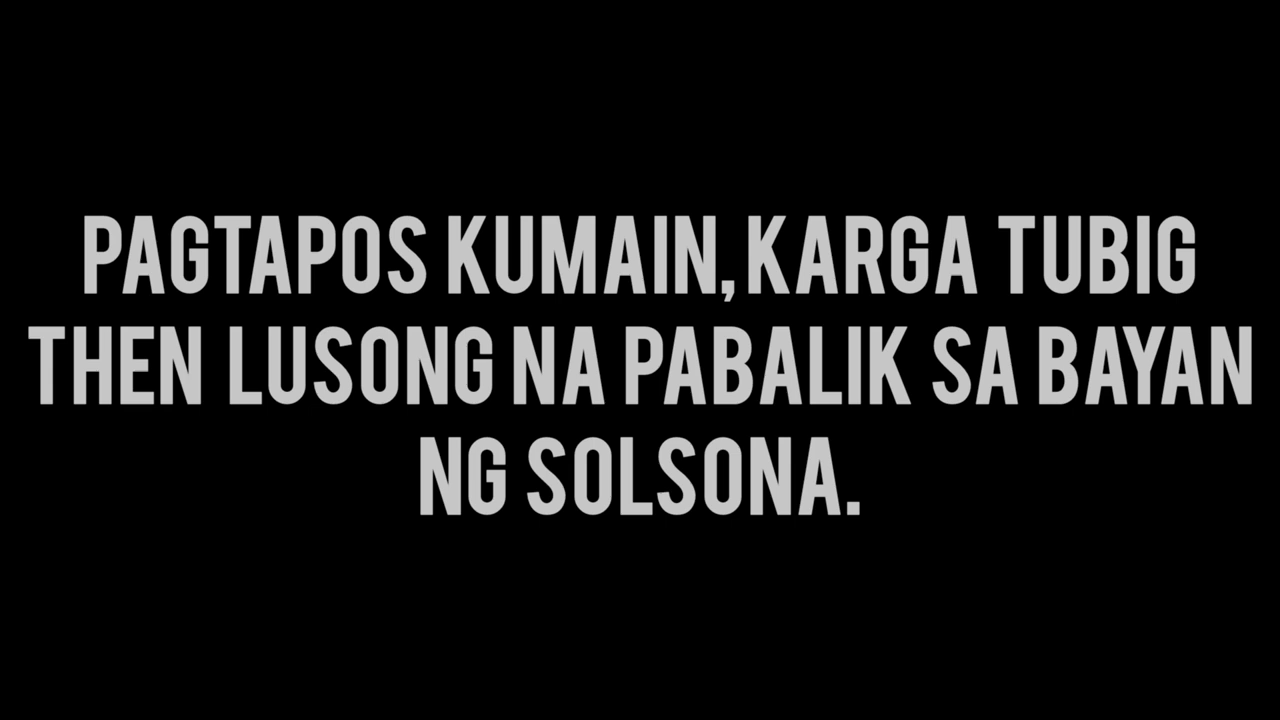 PAGTAPOS KUMAIN, KARGA TUBIG
THEN LUSONG NA PABALIK SA BAYAN
NG SOLSONA.